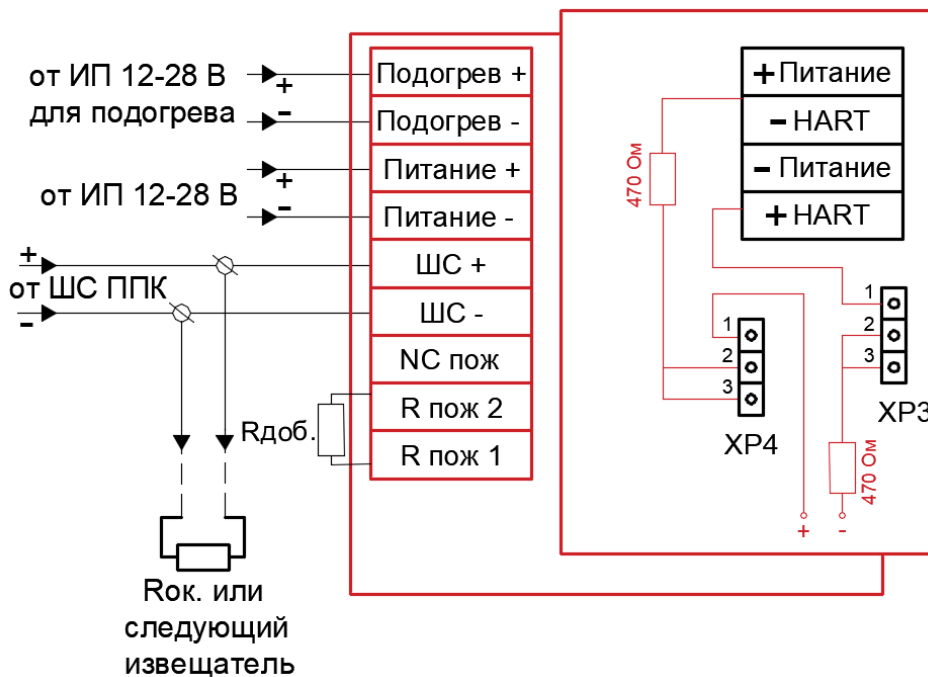 от ИП 12-28 В
для подогрева
+
-
от ИП 12-28 В
+
-
+
от ШС ППК
-
Подогрев +
Подогрев -
Питание +
Питание -
ШС +
ШС -
NC пож
R пож 2
R пож 1
Rдоб.
Rок. или
следующий
извещатель
+ Питание
- HART
- Питание
+ HART
470 Ом
1
2
3
XP4
1
2
3
XP3
470 Ом
+ -